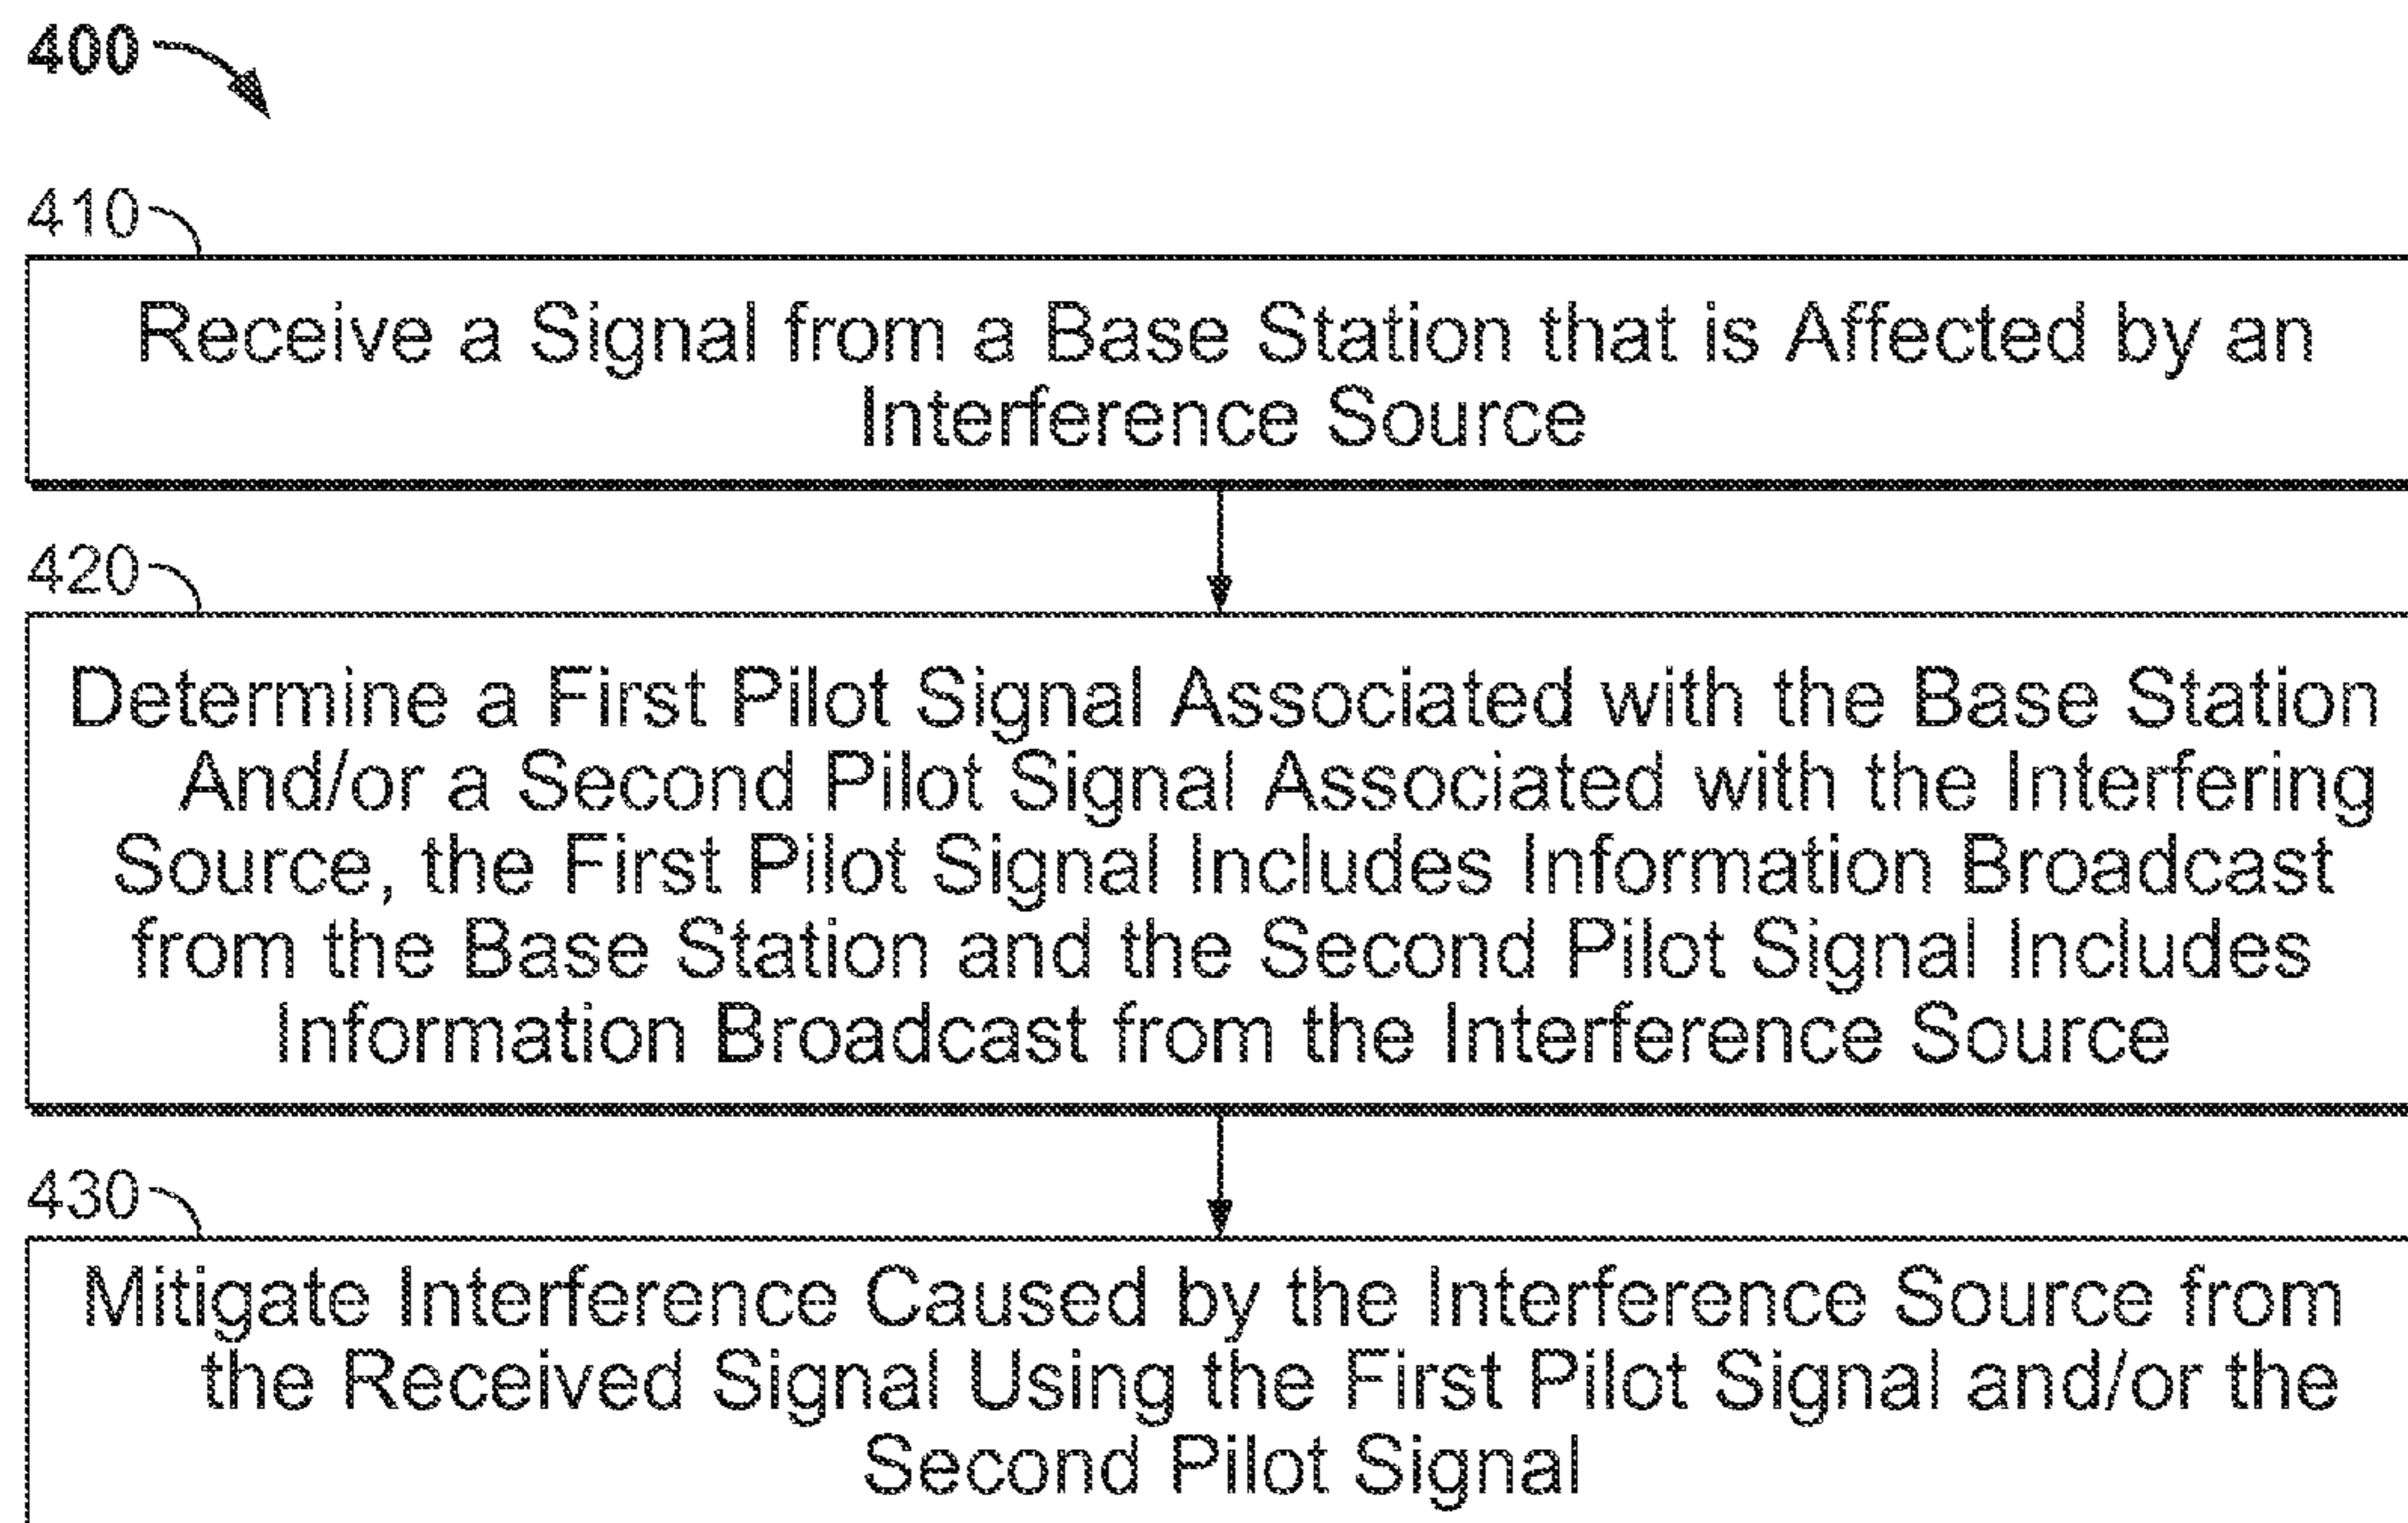 400
410
Receive a Signal from a Base Station that is Affected by an
Interference Source
420
Determine a First Pilot Signal Associated with the Base Station
And/or a Second Pilot Signal Associated with the Interfering
Source, the First Pilot Signal Includes Information Broadcast
from the Base Station and the Second Pilot Signal Includes
Information Broadcast from the Interference Source
430
Mitigate Interference Caused by the Interference Source from
the Received Signal Using the First Pilot Signal and/or the
Second Pilot Signal